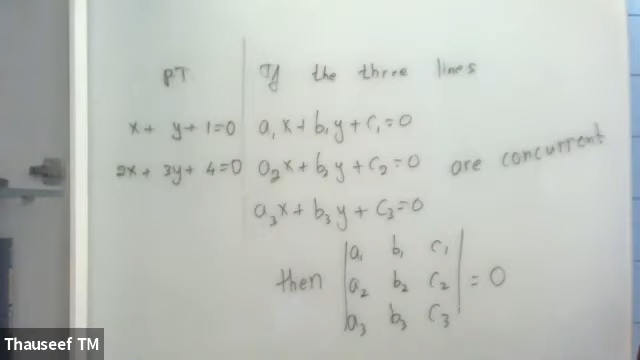 PT If the three lines
x + y + 1 = 0 a₁x + b₁y + c₁ = 0
2x + 3y + 4 = 0 a₂x + b₂y + c₂ = 0 are concurrent
a₃x + b₃y + c₃ = 0
|a₁ b₁ c₁|
then |a₂ b₂ c₂| = 0
|a₃ b₃ c₃|
Thauseef TM